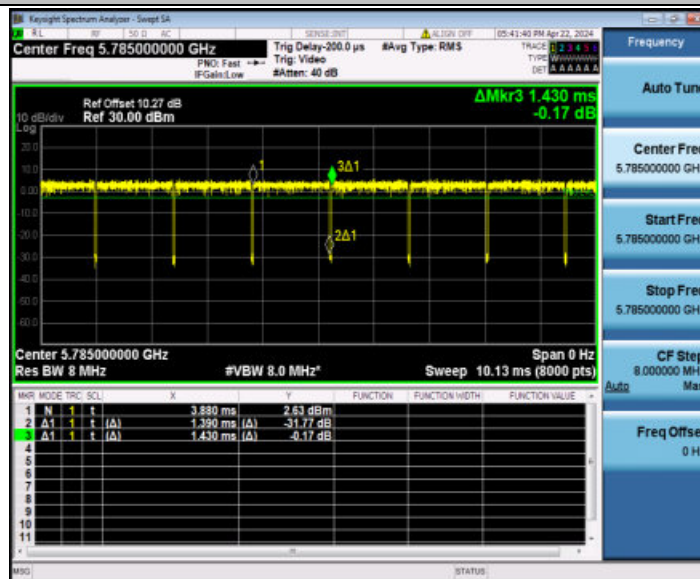 Keysight Spectrum Analyzer - Swept SA
RL RF 50 Ω AC SENSE:INT ALIGN OFF 05:41:40 PM Apr 22, 2024
Center Freq 5.785000000 GHz Trig Delay-200.0 µs #Avg Type: RMS TRACE 1 2 3 4 5 6
PNO: Fast Trig: Video TYPE WWWWWW
IFGain:Low #Atten: 40 dB DET A A A A A A
Frequency
Auto Tune
ΔMkr3 1.430 ms
-0.17 dB
Ref Offset 10.27 dB
10 dB/div Ref 30.00 dBm
Log
20.0
10.0
0.00
-10.0
-20.0
-30.0
-40.0
-50.0
-60.0
1
3Δ1
2Δ1
Center 5.785000000 GHz Span 0 Hz
Res BW 8 MHz #VBW 8.0 MHz* Sweep 10.13 ms (8000 pts)
MKR MODE TRC SCL X Y FUNCTION FUNCTION WIDTH FUNCTION VALUE
1 N 1 t 3.880 ms 2.63 dBm
2 Δ1 1 t (Δ) 1.390 ms (Δ) -31.77 dB
3 Δ1 1 t (Δ) 1.430 ms (Δ) -0.17 dB
4
5
6
7
8
9
10
11
Center Freq
5.785000000 GH
Start Freq
5.785000000 GH
Stop Freq
5.785000000 GH
CF Step
8.000000 MH
Auto Ma
Freq Offse
0 H
MSG STATUS